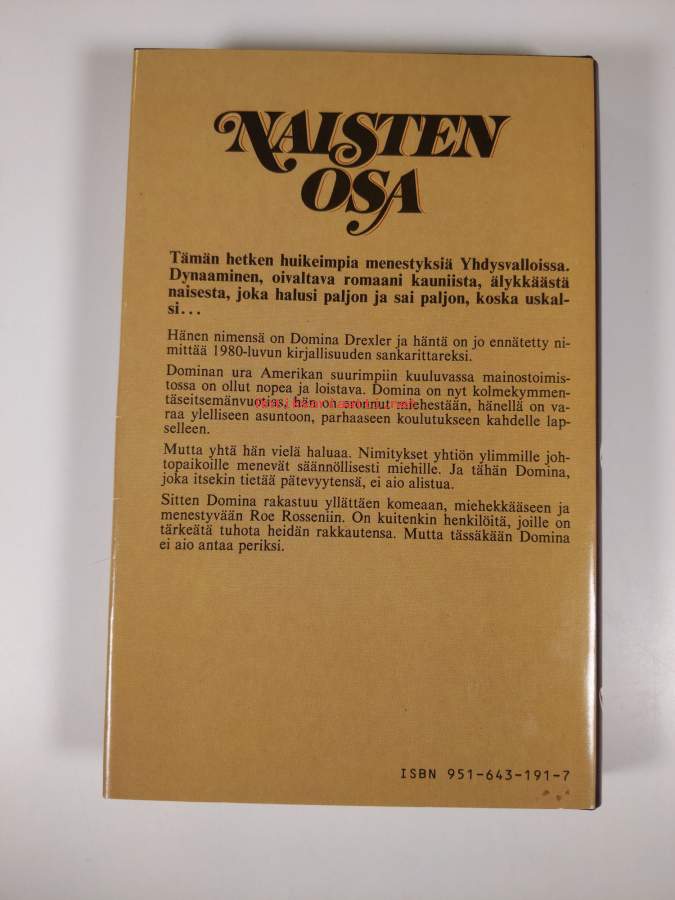 NAISTEN
OSA
Tämän hetken huikeimpia menestyksiä Yhdysvalloissa.
Dynaaminen, oivaltava romaani kauniista, älykkäästä
naisesta, joka halusi paljon ja sai paljon, koska uskal-
si...
Hänen nimensä on Domina Drexler ja häntä on jo ennätetty ni-
mittää 1980-luvun kirjallisuuden sankarittareksi.
Dominan ura Amerikan suurimpiin kuuluvassa mainostoimis-
tossa on ollut nopea ja loistava. Domina on nyt kolmekymmen-
täseitsemänvuotias, hän on eronnut miehestään, hänellä on va-
raa ylelliseen asuntoon, parhaaseen koulutukseen kahdelle lap-
selleen.
Mutta yhtä hän vielä haluaa. Nimitykset yhtiön ylimmille joh-
topaikoille menevät säännöllisesti miehille. Ja tähän Domina,
joka itsekin tietää pätevyytensä, ei aio alistua.
Sitten Domina rakastuu yllättäen komeaan, miehekkääseen ja
menestyvään Roe Rosseniin. On kuitenkin henkilöitä, joille on
tärkeätä tuhota heidän rakkautensa. Mutta tässäkään Domina
ei aio antaa periksi.
ISBN 951-643-191-7